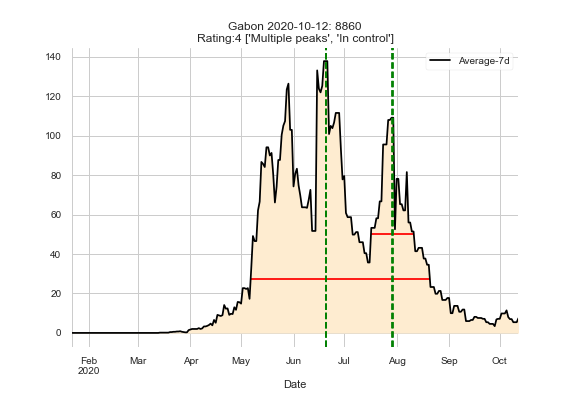 Gabon 2020-10-12: 8860
Rating:4 ['Multiple peaks', 'In control']
Average-7d
140
120
100
80
60
40
20
0
Feb Mar Apr May Jun Jul Aug Sep Oct
2020
Date